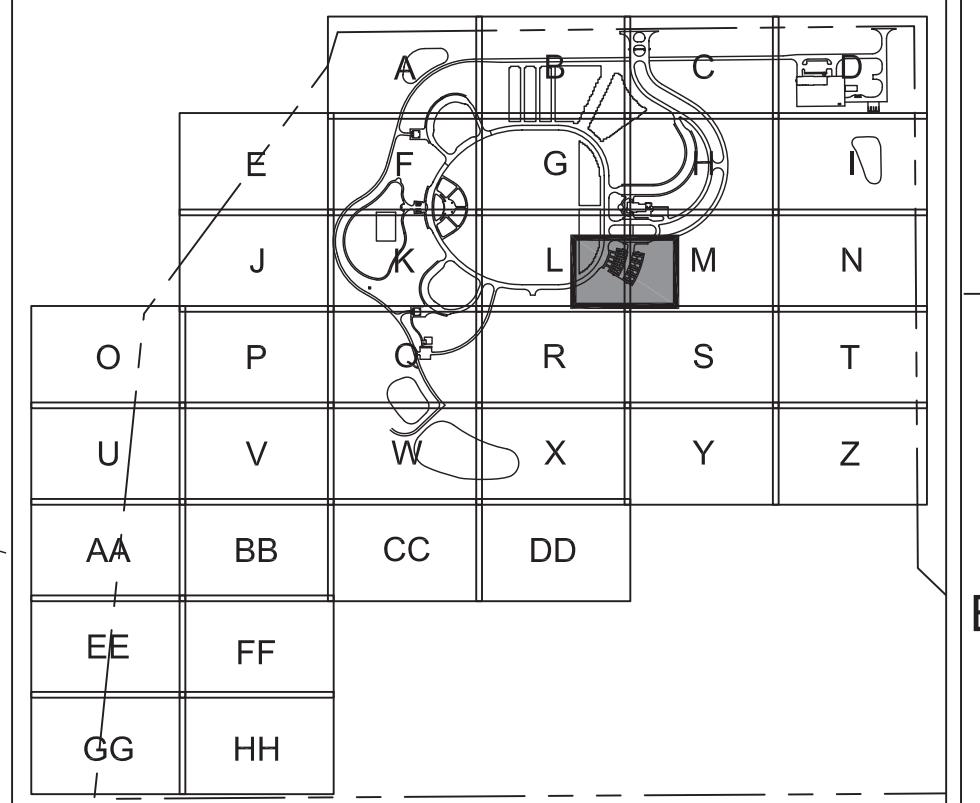 A B C D
E F G H I
J K L M N
O P Q R S T
U V W X Y Z
AA BB CC DD
EE FF
GG HH